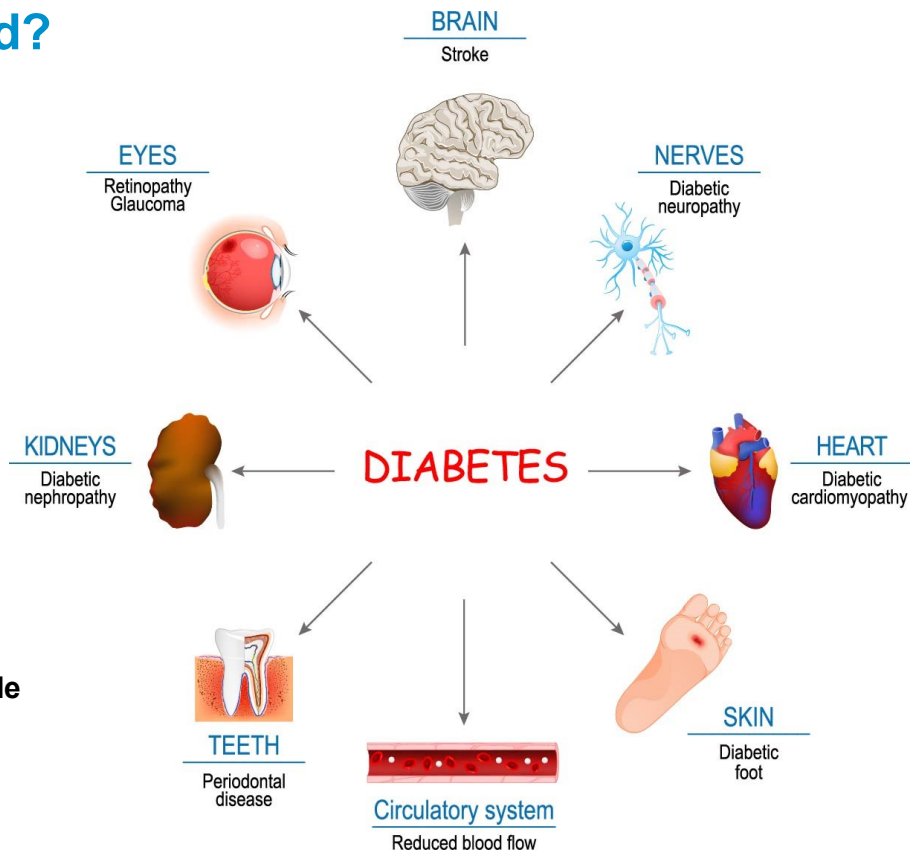 d?
BRAIN
Stroke
EYES
Retinopathy
Glaucoma
NERVES
Diabetic
neuropathy
KIDNEYS
Diabetic
nephropathy
DIABETES
HEART
Diabetic
cardiomyopathy
le
TEETH
Periodontal
disease
SKIN
Diabetic
foot
Circulatory system
Reduced blood flow